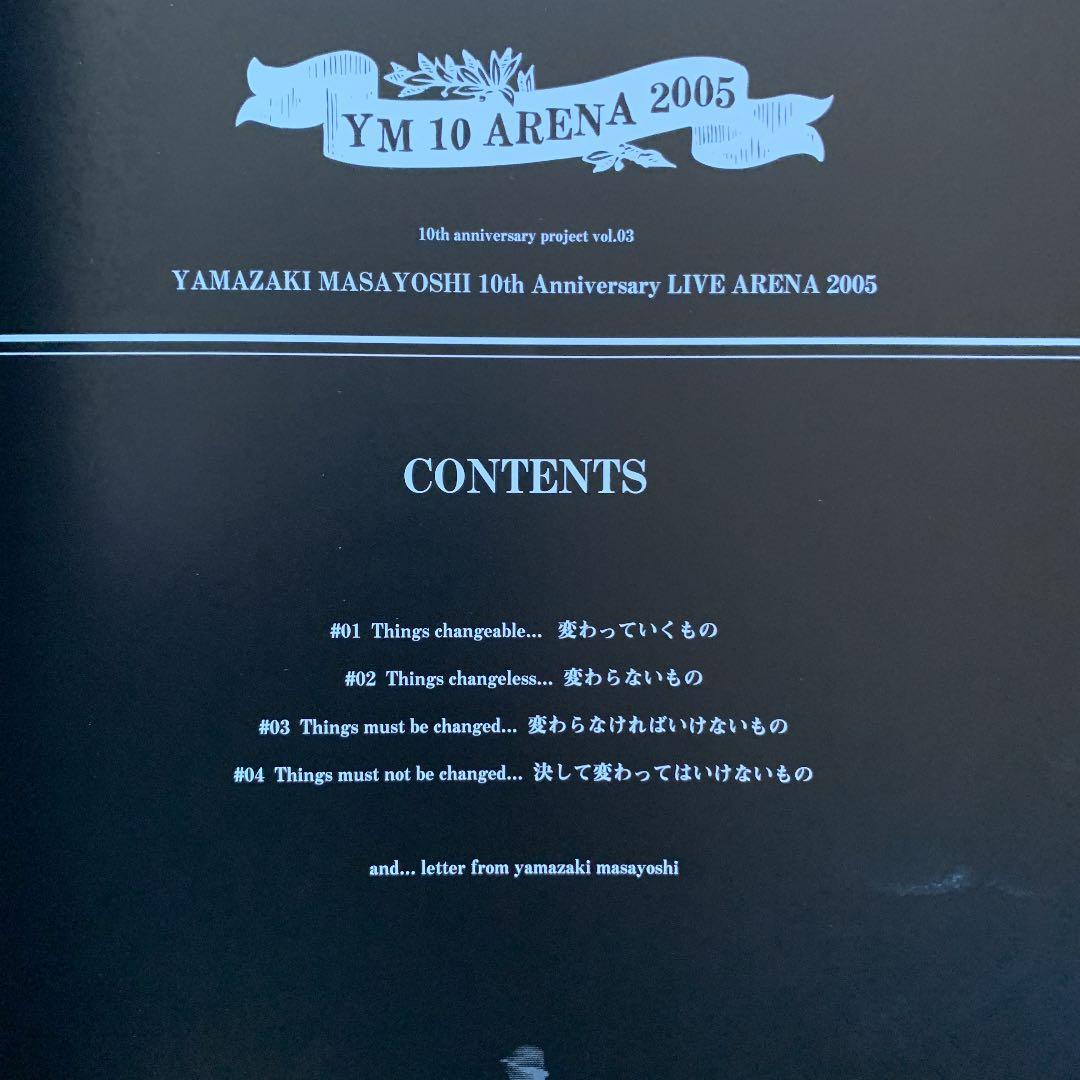 YM 10 ARENA 2005
10th anniversary project vol.03
YAMAZAKI MASAYOSHI 10th Anniversary LIVE ARENA 2005
CONTENTS
#01 Things changeable... 変わっていくもの
#02 Things changeless... 変わらないもの
#03 Things must be changed... 変わらなければいけないもの
#04 Things must not be changed... 決して変わってはいけないもの
and... letter from yamazaki masayoshi